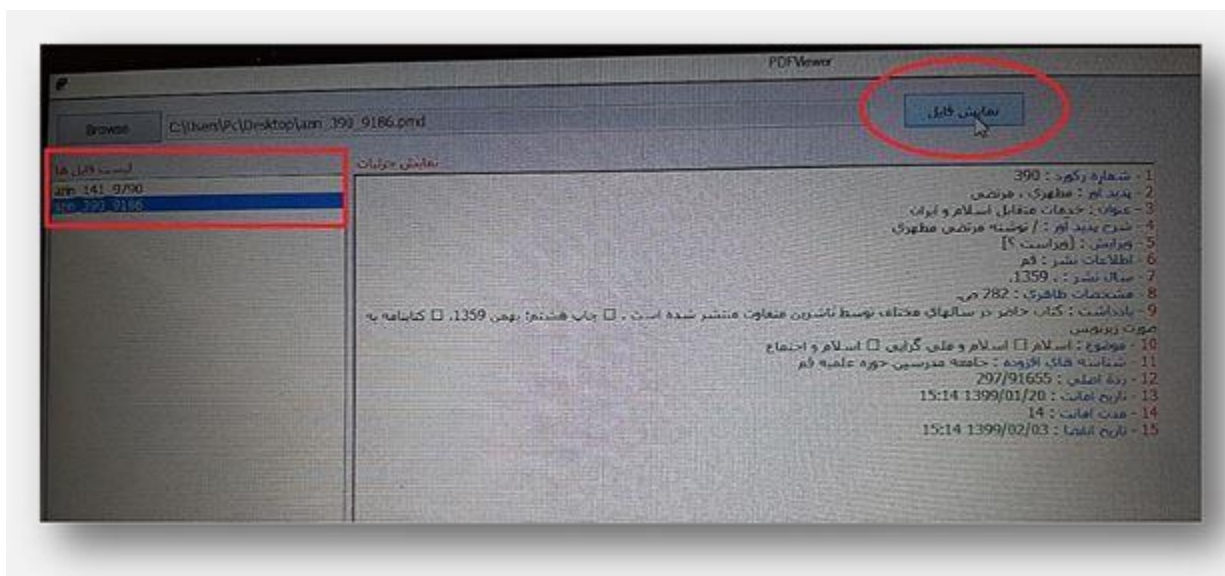 PDFViewer
Browse
C:\Users\Pc\Desktop\azn_390_9186.pmd
نمایش فایل
لیست فایل ها
azn_141_9790
azn_390_9186
نمایش جزئیات
1 - شماره رکورد : 390
2 - پدید آور : مطهری ، مرتضی
3 - عنوان : خدمات متقابل اسلام و ایران
4 - شرح پدید آور : / نوشته مرتضی مطهری
5 - ویرایش : [ویراست ؟]
6 - اطلاعات نشر : قم
7 - سال نشر : ، 1359.
8 - مشخصات ظاهری : 282 ص.
9 - یادداشت : کتاب حاضر در سالهای مختلف توسط ناشرین متفاوت منتشر شده است . □ چاپ هشتم؛ بهمن 1359. □ کتابنامه به
صورت زیرنویس
10 - موضوع : اسلام □ اسلام و ملی گرایی □ اسلام و اجتماع
11 - شناسه های افزوده : جامعه مدرسین حوزه علمیه قم
12 - ردۀ اصلی : 297/91655
13 - تاریخ امانت : 1399/01/20 15:14
14 - مدت امانت : 14
15 - تاریخ انقضا : 1399/02/03 15:14